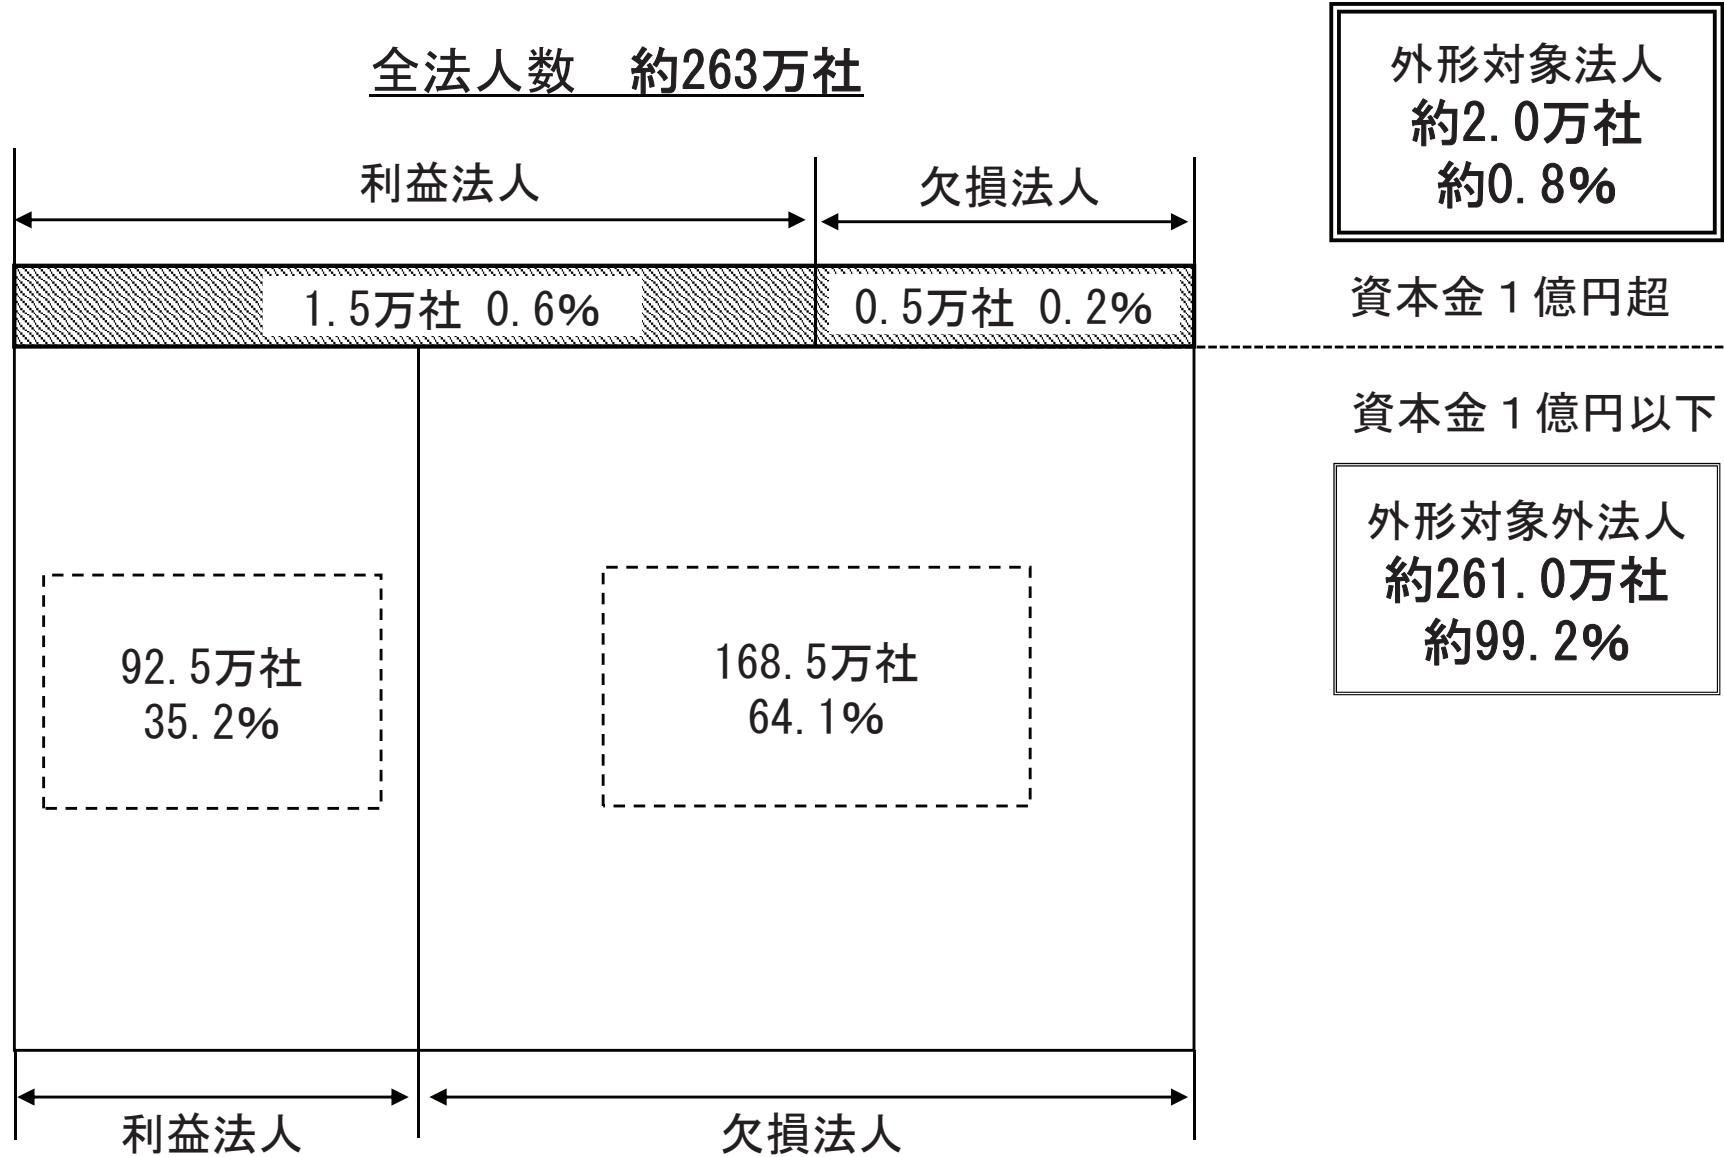 全法人数　約263万社
外形対象法人
約2.0万社
約0.8%
利益法人
欠損法人
1.5万社 0.6%
0.5万社 0.2%
資本金１億円超
資本金１億円以下
外形対象外法人
約261.0万社
約99.2%
92.5万社
35.2%
168.5万社
64.1%
利益法人
欠損法人